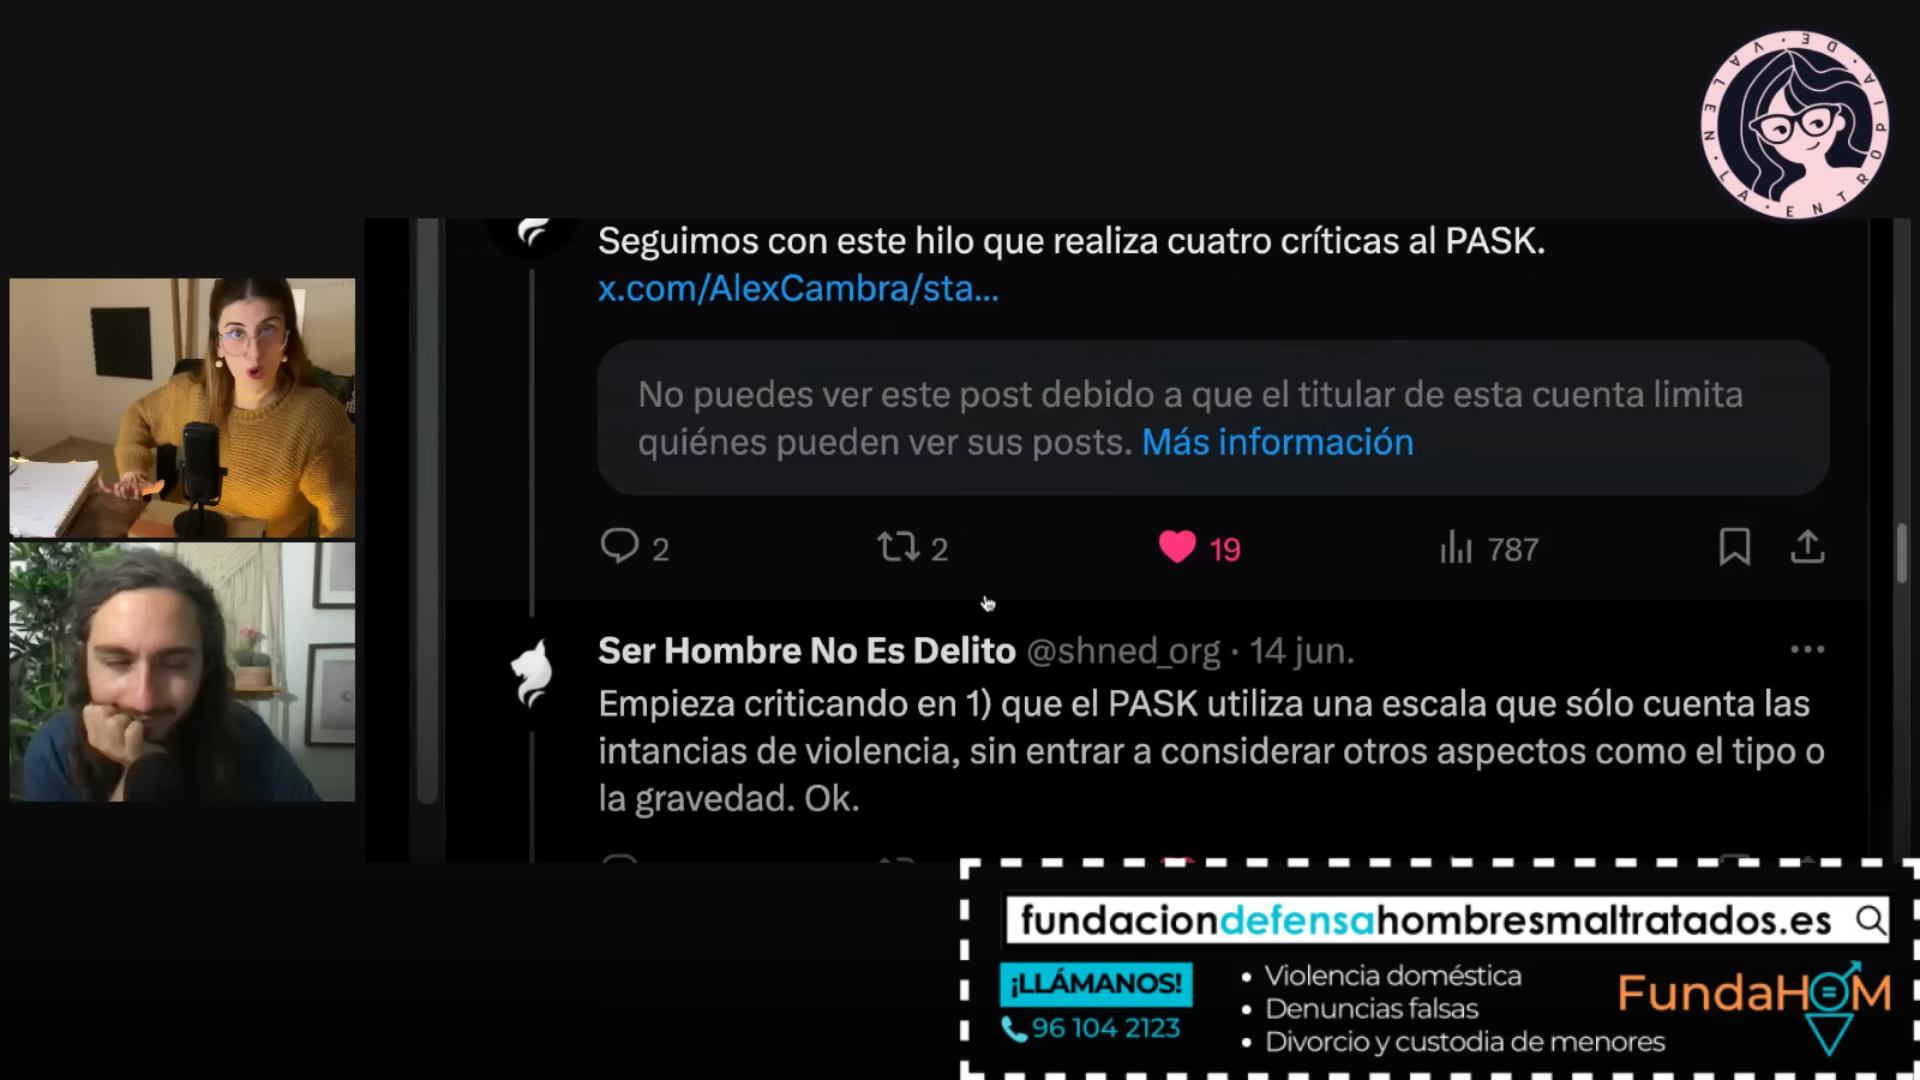 VALEN · LA · ENTROPIA · DE ·
Seguimos con este hilo que realiza cuatro críticas al PASK.
x.com/AlexCambra/sta...
No puedes ver este post debido a que el titular de esta cuenta limita
quiénes pueden ver sus posts. Más información
2 2 19 787
Ser Hombre No Es Delito @shned_org · 14 jun.
Empieza criticando en 1) que el PASK utiliza una escala que sólo cuenta las
intancias de violencia, sin entrar a considerar otros aspectos como el tipo o
la gravedad. Ok.
fundaciondefensahombresmaltratados.es
¡LLÁMANOS!
96 104 2123
• Violencia doméstica
• Denuncias falsas
• Divorcio y custodia de menores
FundaHOM